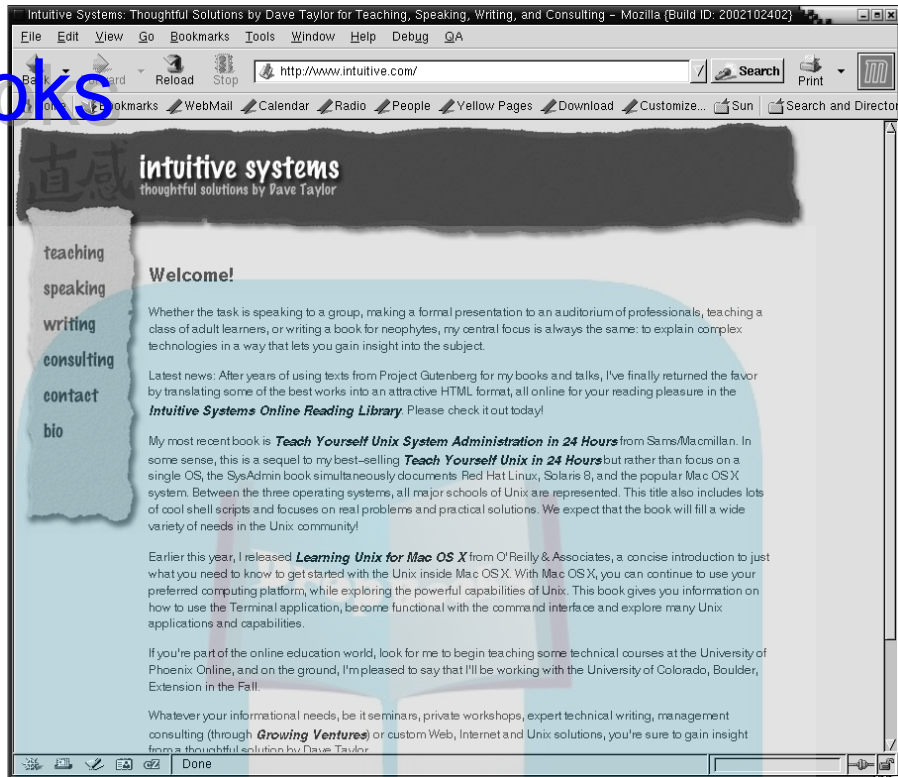 Intuitive Systems: Thoughtful Solutions by Dave Taylor for Teaching, Speaking, Writing, and Consulting – Mozilla {Build ID: 2002102402}
File Edit View Go Bookmarks Tools Window Help Debug QA
Back Forward Reload Stop http://www.intuitive.com/ Search Print
oks
Home Bookmarks WebMail Calendar Radio People Yellow Pages Download Customize... Sun Search and Director
直感
intuitive systems
thoughtful solutions by Dave Taylor
teaching
speaking
writing
consulting
contact
bio
Welcome!
Whether the task is speaking to a group, making a formal presentation to an auditorium of professionals, teaching a
class of adult learners, or writing a book for neophytes, my central focus is always the same: to explain complex
technologies in a way that lets you gain insight into the subject.
Latest news: After years of using texts from Project Gutenberg for my books and talks, I've finally returned the favor
by translating some of the best works into an attractive HTML format, all online for your reading pleasure in the
Intuitive Systems Online Reading Library. Please check it out today!
My most recent book is Teach Yourself Unix System Administration in 24 Hours from Sams/Macmillan. In
some sense, this is a sequel to my best–selling Teach Yourself Unix in 24 Hours but rather than focus on a
single OS, the SysAdmin book simultaneously documents Red Hat Linux, Solaris 8, and the popular Mac OS X
system. Between the three operating systems, all major schools of Unix are represented. This title also includes lots
of cool shell scripts and focuses on real problems and practical solutions. We expect that the book will fill a wide
variety of needs in the Unix community!
Earlier this year, I released Learning Unix for Mac OS X from O'Reilly & Associates, a concise introduction to just
what you need to know to get started with the Unix inside Mac OS X. With Mac OS X, you can continue to use your
preferred computing platform, while exploring the powerful capabilities of Unix. This book gives you information on
how to use the Terminal application, become functional with the command interface and explore many Unix
applications and capabilities.
If you're part of the online education world, look for me to begin teaching some technical courses at the University of
Phoenix Online, and on the ground, I'm pleased to say that I'll be working with the University of Colorado, Boulder,
Extension in the Fall.
Whatever your informational needs, be it seminars, private workshops, expert technical writing, management
consulting (through Growing Ventures) or custom Web, Internet and Unix solutions, you're sure to gain insight
from a thoughtful solution by Dave Taylor
Done